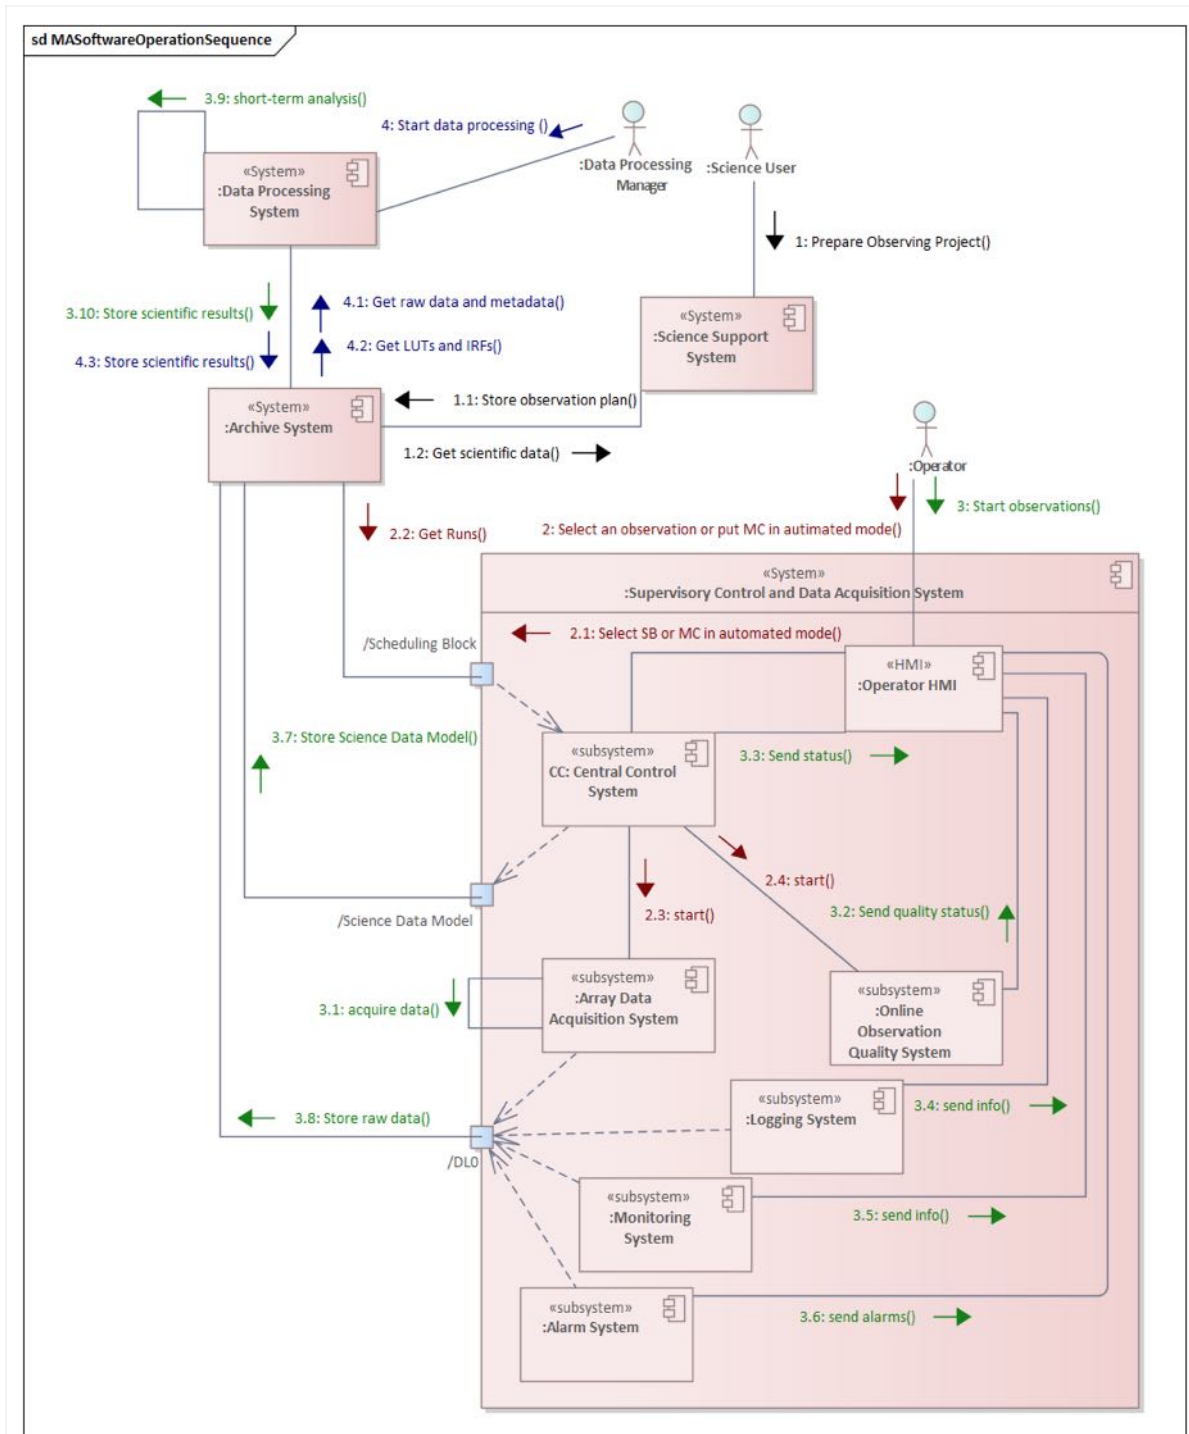 sd MASoftwareOperationSequence
3.9: short-term analysis()
4: Start data processing ()
:Data Processing
Manager
:Science User
«System»
:Data Processing
System
1: Prepare Observing Project()
3.10: Store scientific results()
4.1: Get raw data and metadata()
4.2: Get LUTs and IRFs()
4.3: Store scientific results()
«System»
:Science Support
System
«System»
:Archive System
1.1: Store observation plan()
1.2: Get scientific data()
:Operator
2.2: Get Runs()
2: Select an observation or put MC in autimated mode()
3: Start observations()
«System»
:Supervisory Control and Data Acquisition System
2.1: Select SB or MC in automated mode()
/Scheduling Block
«HMI»
:Operator HMI
3.7: Store Science Data Model()
«subsystem»
CC: Central Control
System
3.3: Send status()
2.4: start()
2.3: start()
3.2: Send quality status()
/Science Data Model
«subsystem»
:Array Data
Acquisition System
3.1: acquire data()
«subsystem»
:Online
Observation
Quality System
«subsystem»
:Logging System
3.4: send info()
3.8: Store raw data()
/DL0
«subsystem»
:Monitoring
System
3.5: send info()
«subsystem»
:Alarm System
3.6: send alarms()